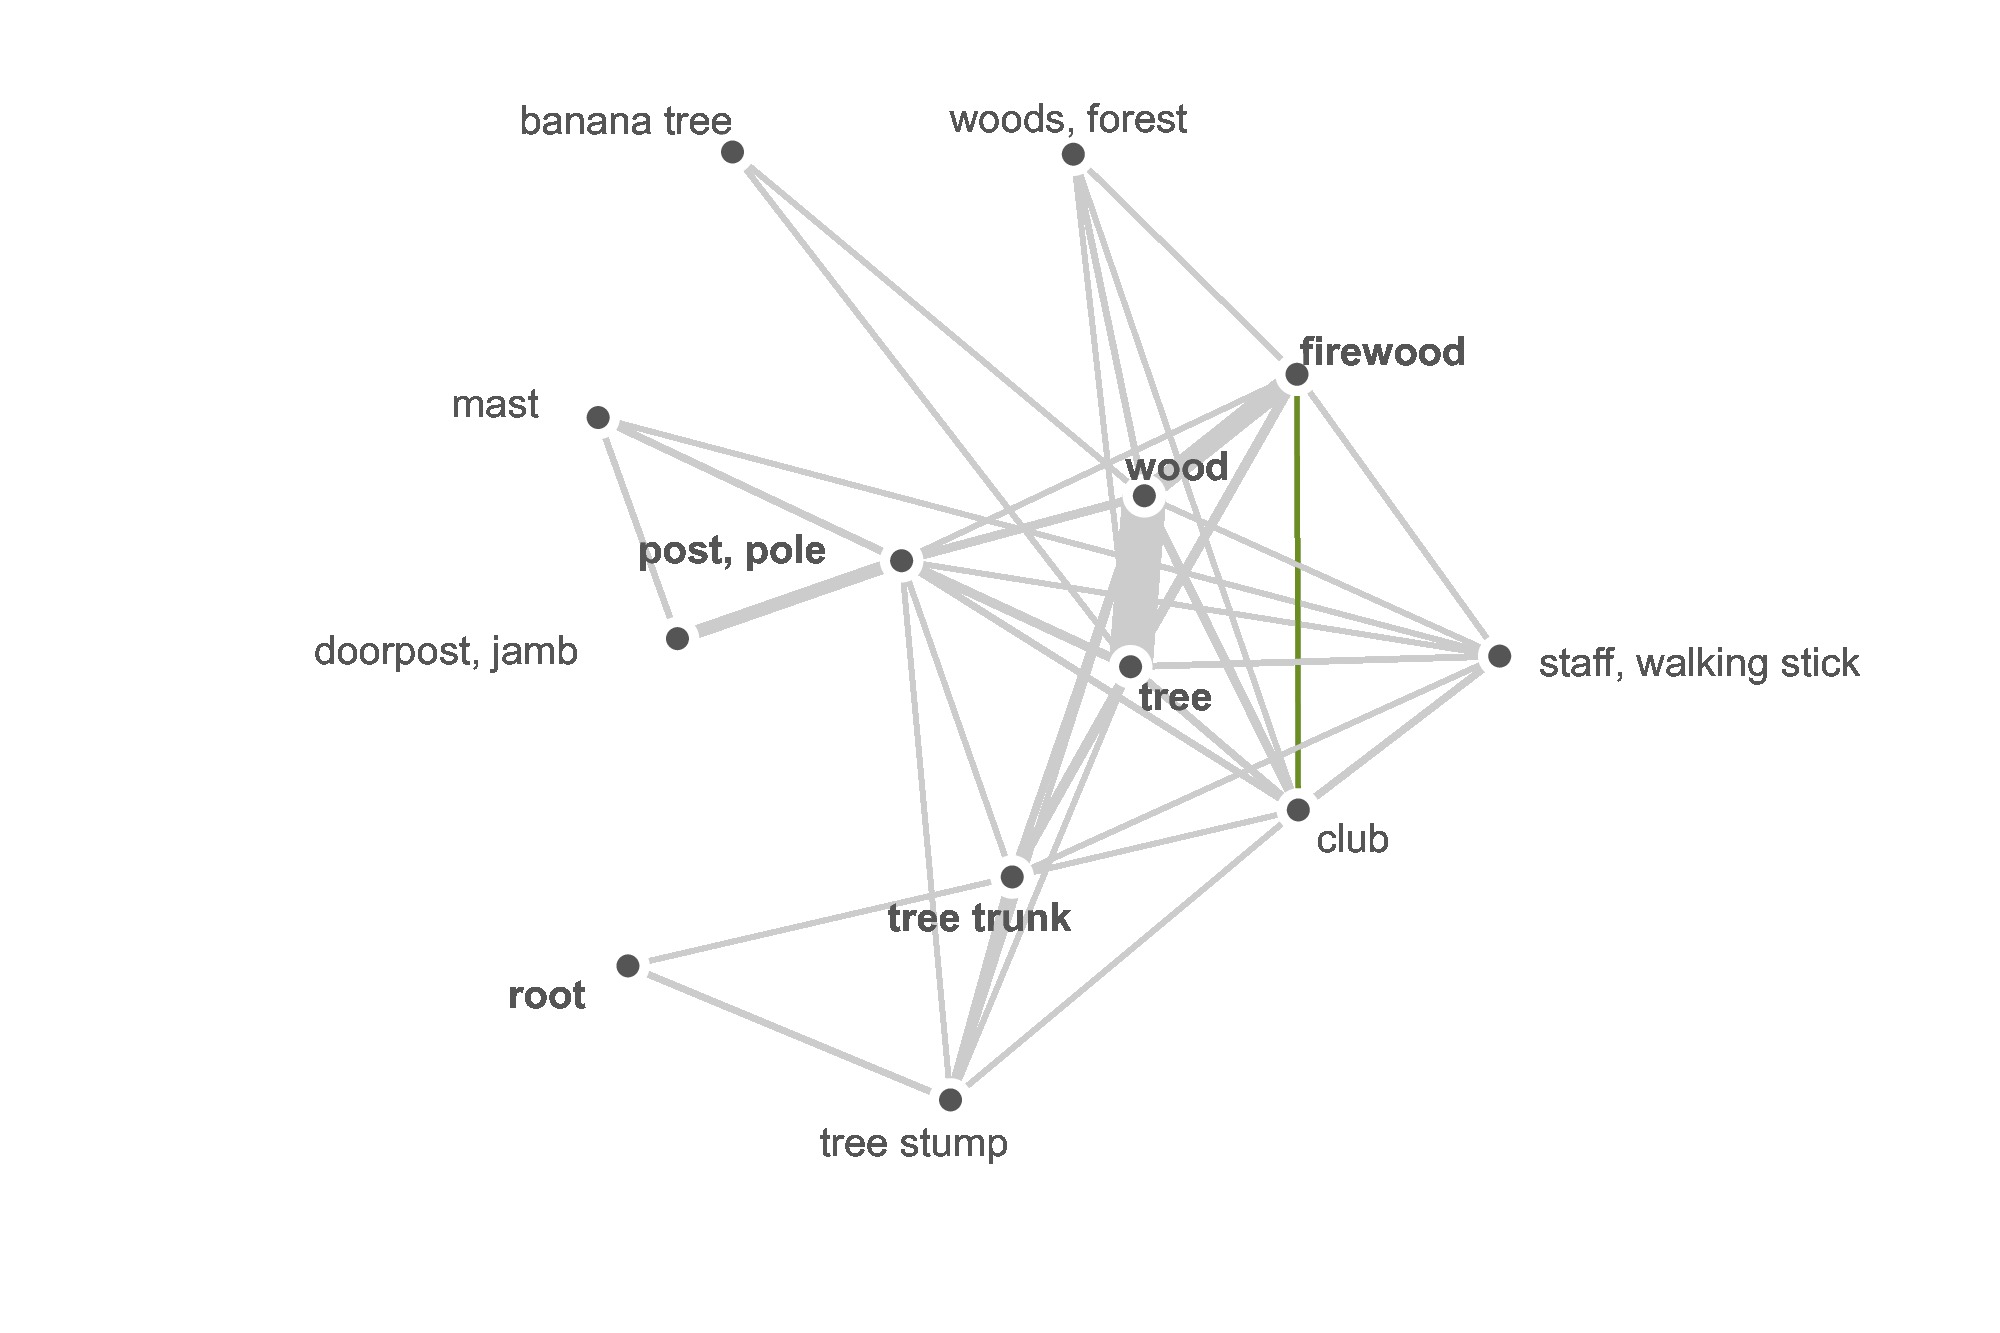 banana tree
woods, forest
firewood
mast
wood
post, pole
doorpost, jamb
staff, walking stick
tree
club
tree trunk
root
tree stump